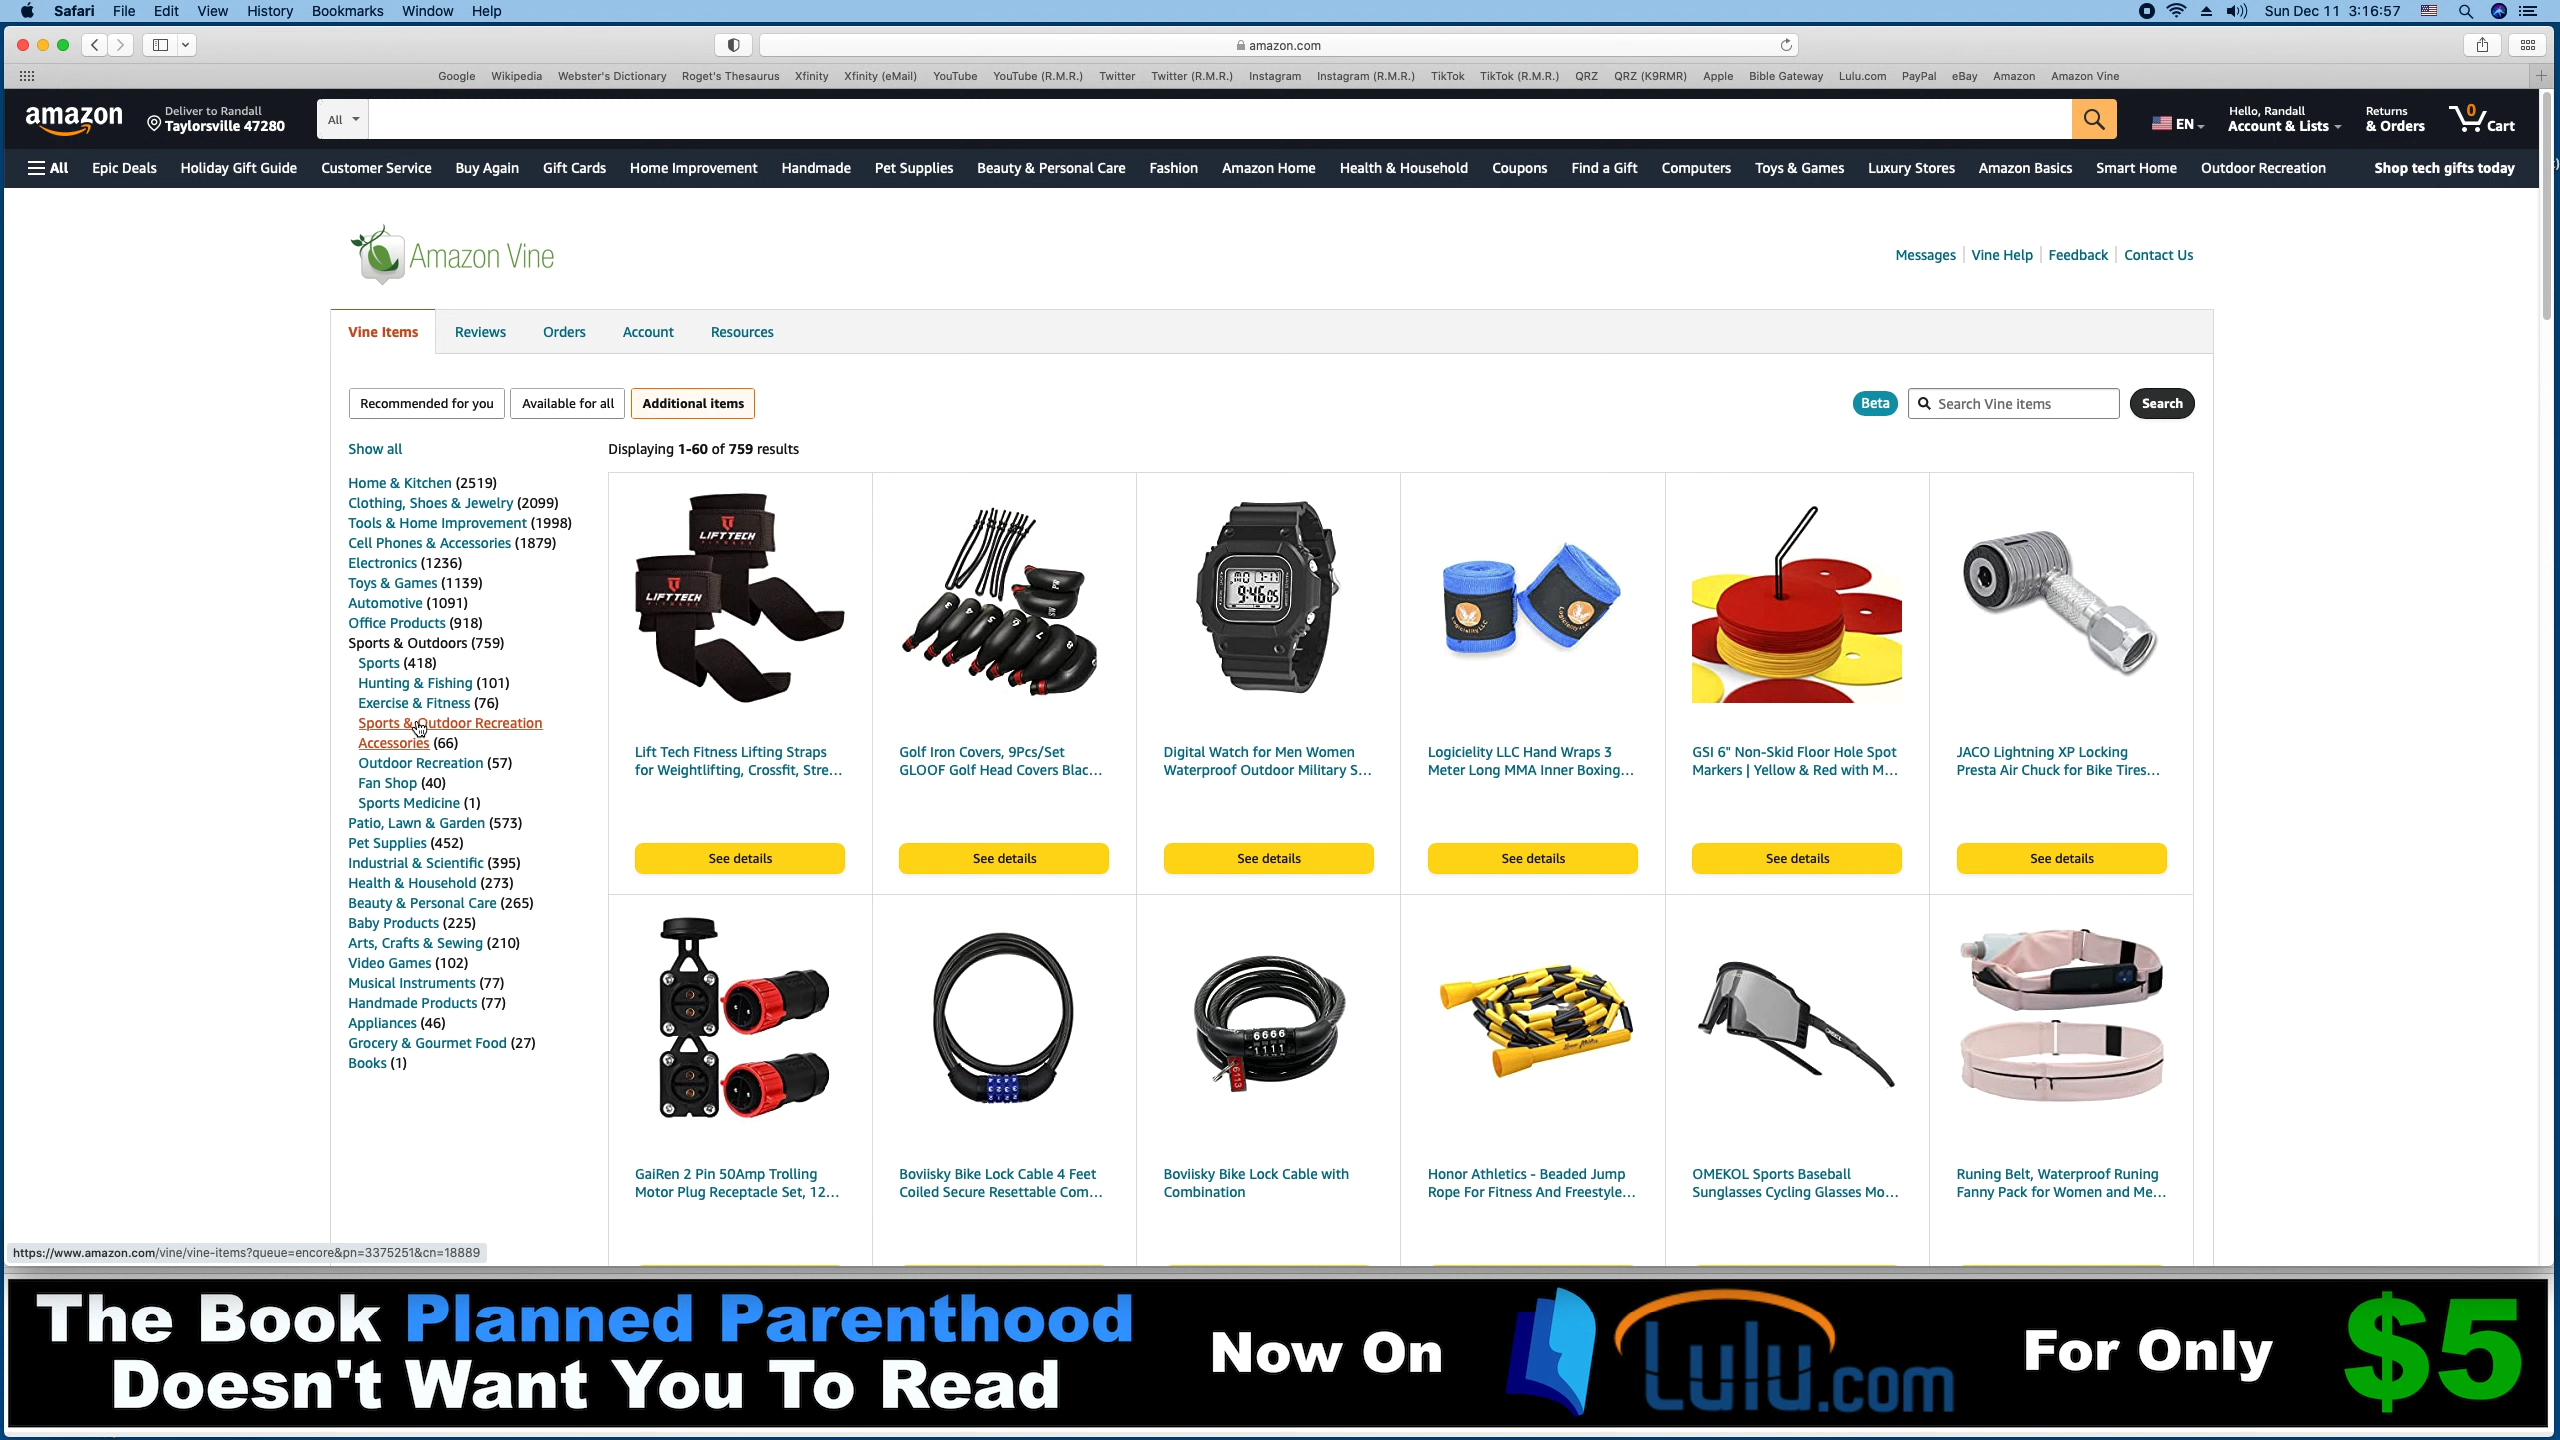 Safari File Edit View History Bookmarks Window Help
Sun Dec 11 3:16:57
amazon.com
Google Wikipedia Webster's Dictionary Roget's Thesaurus Xfinity Xfinity (eMail) YouTube YouTube (R.M.R.) Twitter Twitter (R.M.R.) Instagram Instagram (R.M.R.) TikTok TikTok (R.M.R.) QRZ QRZ (K9RMR) Apple Bible Gateway Lulu.com PayPal eBay Amazon Amazon Vine
amazon
Deliver to Randall
Taylorsville 47280
All
EN
Hello, Randall
Account & Lists
Returns
& Orders
0
Cart
All Epic Deals Holiday Gift Guide Customer Service Buy Again Gift Cards Home Improvement Handmade Pet Supplies Beauty & Personal Care Fashion Amazon Home Health & Household Coupons Find a Gift Computers Toys & Games Luxury Stores Amazon Basics Smart Home Outdoor Recreation Shop tech gifts today
Amazon Vine
Messages Vine Help Feedback Contact Us
Vine Items Reviews Orders Account Resources
Recommended for you Available for all Additional items
Beta Search Vine items Search
Show all
Displaying 1-60 of 759 results
Home & Kitchen (2519)
Clothing, Shoes & Jewelry (2099)
Tools & Home Improvement (1998)
Cell Phones & Accessories (1879)
Electronics (1236)
Toys & Games (1139)
Automotive (1091)
Office Products (918)
Sports & Outdoors (759)
Sports (418)
Hunting & Fishing (101)
Exercise & Fitness (76)
Sports & Outdoor Recreation
Accessories (66)
Outdoor Recreation (57)
Fan Shop (40)
Sports Medicine (1)
Patio, Lawn & Garden (573)
Pet Supplies (452)
Industrial & Scientific (395)
Health & Household (273)
Beauty & Personal Care (265)
Baby Products (225)
Arts, Crafts & Sewing (210)
Video Games (102)
Musical Instruments (77)
Handmade Products (77)
Appliances (46)
Grocery & Gourmet Food (27)
Books (1)
LIFTTECH
LIFTTECH
9:46 05
Lift Tech Fitness Lifting Straps
for Weightlifting, Crossfit, Stre...
Golf Iron Covers, 9Pcs/Set
GLOOF Golf Head Covers Blac...
Digital Watch for Men Women
Waterproof Outdoor Military S...
Logicielity LLC Hand Wraps 3
Meter Long MMA Inner Boxing...
GSI 6" Non-Skid Floor Hole Spot
Markers | Yellow & Red with M...
JACO Lightning XP Locking
Presta Air Chuck for Bike Tires...
See details See details See details See details See details See details
6666
1111
6113
GaiRen 2 Pin 50Amp Trolling
Motor Plug Receptacle Set, 12...
Boviisky Bike Lock Cable 4 Feet
Coiled Secure Resettable Com...
Boviisky Bike Lock Cable with
Combination
Honor Athletics - Beaded Jump
Rope For Fitness And Freestyle...
OMEKOL Sports Baseball
Sunglasses Cycling Glasses Mo...
Runing Belt, Waterproof Runing
Fanny Pack for Women and Me...
https://www.amazon.com/vine/vine-items?queue=encore&pn=3375251&cn=18889
The Book Planned Parenthood
Doesn't Want You To Read
Now On
Lulu.com
For Only
$5